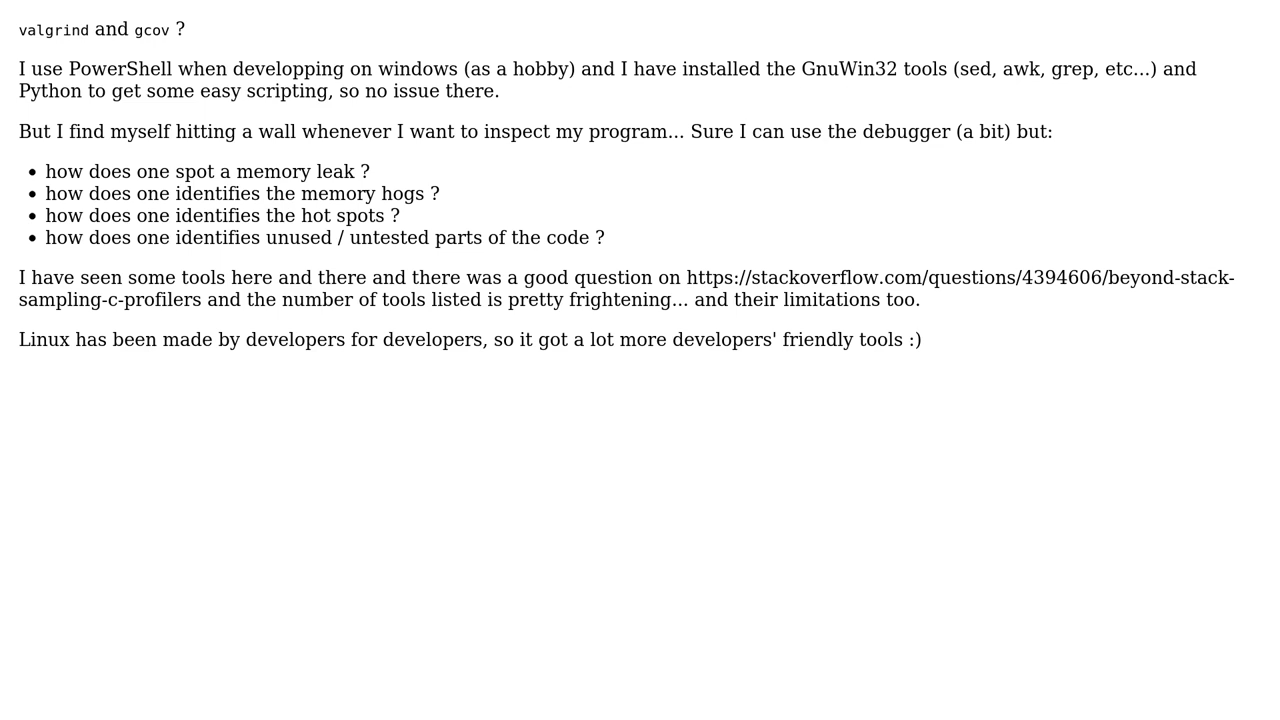 valgrind and gcov ?
I use PowerShell when developping on windows (as a hobby) and I have installed the GnuWin32 tools (sed, awk, grep, etc...) and
Python to get some easy scripting, so no issue there.
But I find myself hitting a wall whenever I want to inspect my program... Sure I can use the debugger (a bit) but:
• how does one spot a memory leak ?
• how does one identifies the memory hogs ?
• how does one identifies the hot spots ?
• how does one identifies unused / untested parts of the code ?
I have seen some tools here and there and there was a good question on https://stackoverflow.com/questions/4394606/beyond-stack-
sampling-c-profilers and the number of tools listed is pretty frightening... and their limitations too.
Linux has been made by developers for developers, so it got a lot more developers' friendly tools :)